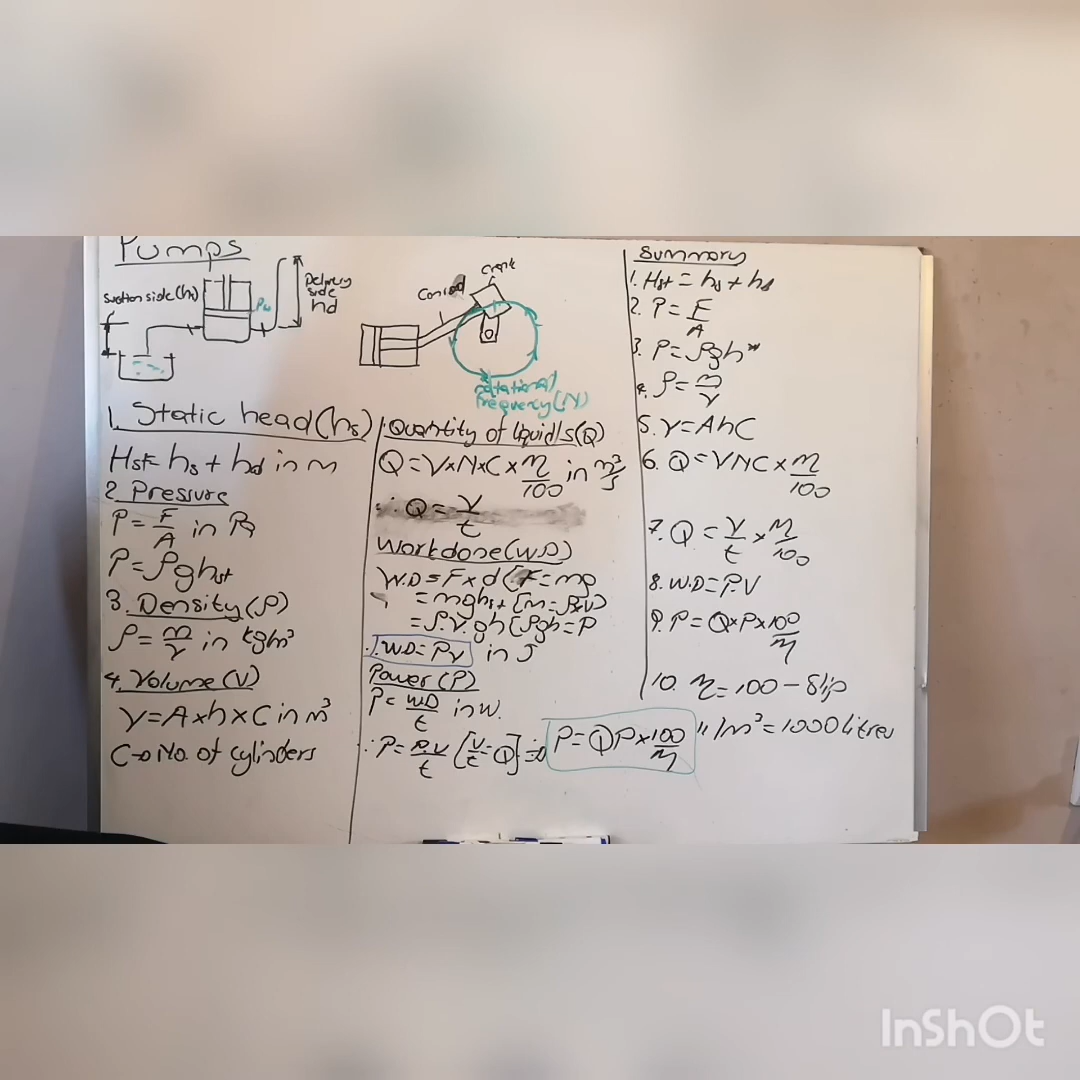 Pumps
Suction side (hs)
Pw
Delivery
side
hd
Conrod
Crank
rotational
frequency (N)
1. Static head (hs)
Hst = hs + hd in m
2. Pressure
P = F/A in Pa
P = ρghst
3. Density (ρ)
ρ = m/V in kg/m³
4. Volume (V)
V = A×h×C in m³
C → No. of cylinders
Quantity of liquids (Q)
Q = V×N×C × η/100 in m³/s
∴ Q = V/t
Workdone (W.D)
W.D = F×d [F = mg
= mghst [m = ρ×V)
= ρ.V.gh [ρgh = P
∴ W.D = PV in J
Power (P)
P = W.D/t in W.
∴ P = P.V/t [V/t = Q] ⇒ P = QP × 100/η
Summary
1. Hst = hs + hd
2. P = F/A
3. P = ρgh
4. ρ = m/V
5. V = AhC
6. Q = VNC × η/100
7. Q = V/t × η/100
8. W.D = P.V
9. P = Q×P× 100/η
10. η = 100 - Slip
11 1m³ = 1000 litres
InShOt